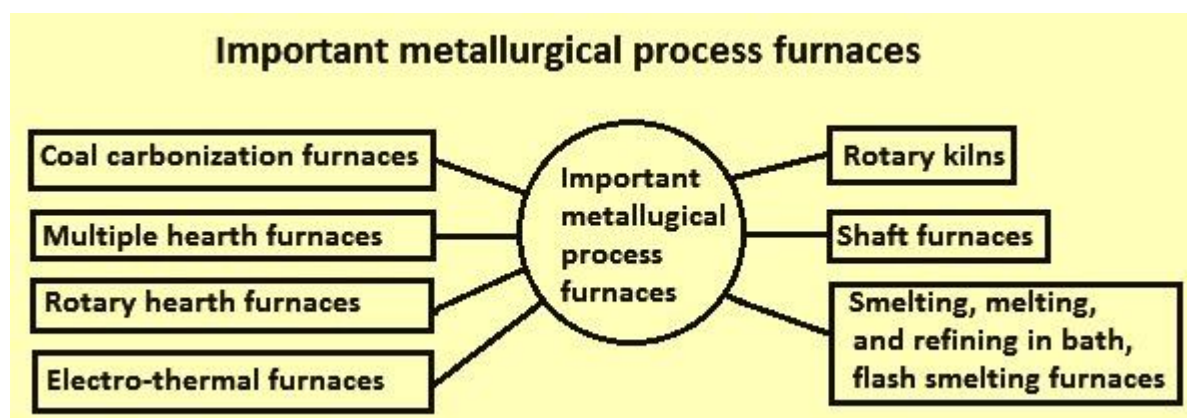 Important metallurgical process furnaces
Coal carbonization furnaces
Multiple hearth furnaces
Rotary hearth furnaces
Electro-thermal furnaces
Important
metallugical
process
furnaces
Rotary kilns
Shaft furnaces
Smelting, melting,
and refining in bath,
flash smelting furnaces